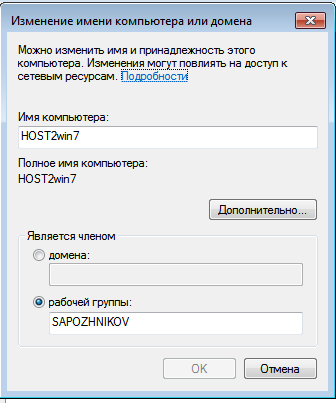 Изменение имени компьютера или домена
Можно изменить имя и принадлежность этого
компьютера. Изменения могут повлиять на доступ к
сетевым ресурсам. Подробности
Имя компьютера:
HOST2win7
Полное имя компьютера:
HOST2win7
Дополнительно...
Является членом
домена:
рабочей группы:
SAPOZHNIKOV
OK
Отмена